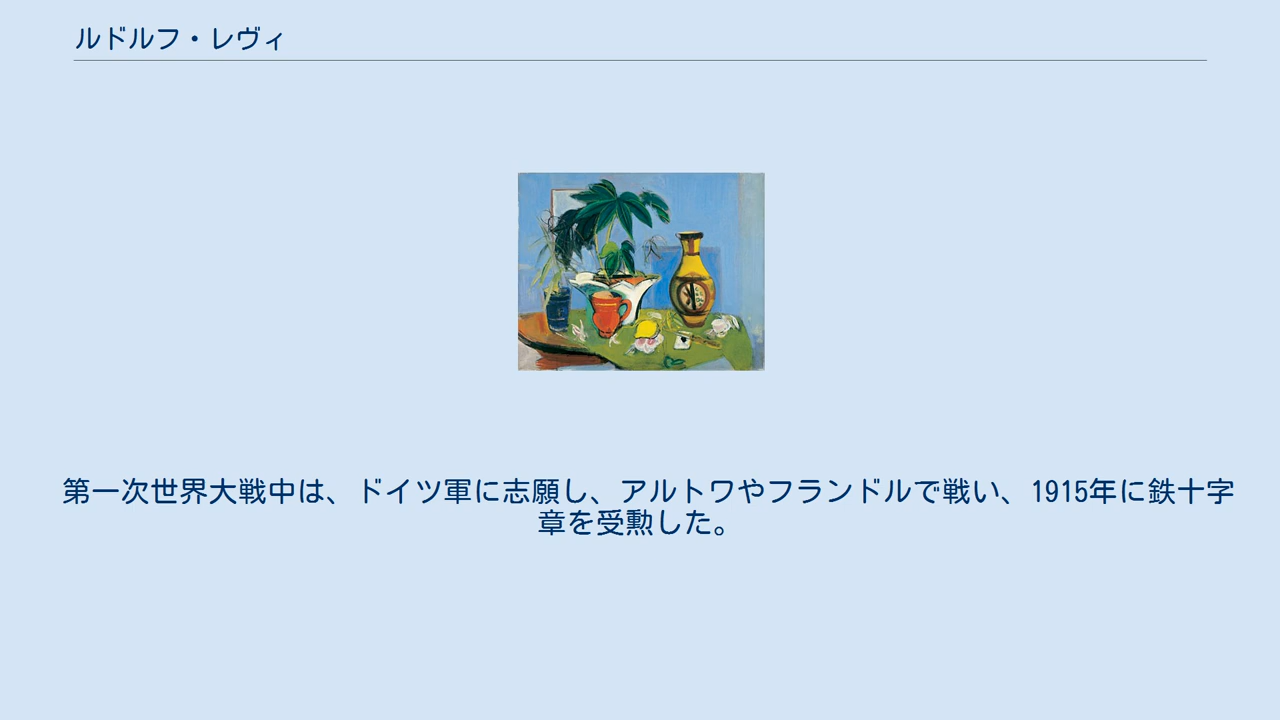 ルドルフ・レヴィ
第一次世界大戦中は、ドイツ軍に志願し、アルトワやフランドルで戦い、1915年に鉄十字
章を受勲した。